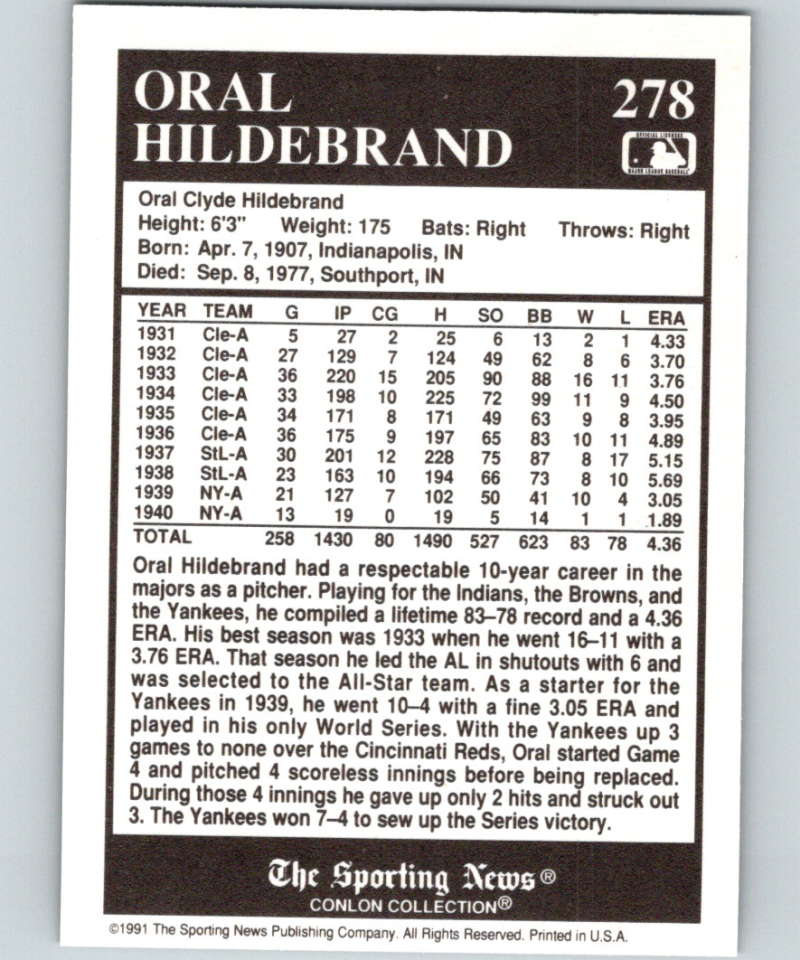 ORAL 278
HILDEBRAND
OFFICIAL LICENSEE
MAJOR LEAGUE BASEBALL
Oral Clyde Hildebrand
Height: 6'3" Weight: 175 Bats: Right Throws: Right
Born: Apr. 7, 1907, Indianapolis, IN
Died: Sep. 8, 1977, Southport, IN
YEAR TEAM G IP CG H SO BB W L ERA
1931 Cle-A 5 27 2 25 6 13 2 1 4.33
1932 Cle-A 27 129 7 124 49 62 8 6 3.70
1933 Cle-A 36 220 15 205 90 88 16 11 3.76
1934 Cle-A 33 198 10 225 72 99 11 9 4.50
1935 Cle-A 34 171 8 171 49 63 9 8 3.95
1936 Cle-A 36 175 9 197 65 83 10 11 4.89
1937 StL-A 30 201 12 228 75 87 8 17 5.15
1938 StL-A 23 163 10 194 66 73 8 10 5.69
1939 NY-A 21 127 7 102 50 41 10 4 3.05
1940 NY-A 13 19 0 19 5 14 1 1 1.89
TOTAL 258 1430 80 1490 527 623 83 78 4.36
Oral Hildebrand had a respectable 10-year career in the
majors as a pitcher. Playing for the Indians, the Browns, and
the Yankees, he compiled a lifetime 83–78 record and a 4.36
ERA. His best season was 1933 when he went 16–11 with a
3.76 ERA. That season he led the AL in shutouts with 6 and
was selected to the All-Star team. As a starter for the
Yankees in 1939, he went 10–4 with a fine 3.05 ERA and
played in his only World Series. With the Yankees up 3
games to none over the Cincinnati Reds, Oral started Game
4 and pitched 4 scoreless innings before being replaced.
During those 4 innings he gave up only 2 hits and struck out
3. The Yankees won 7–4 to sew up the Series victory.
The Sporting News®
CONLON COLLECTION®
©1991 The Sporting News Publishing Company. All Rights Reserved. Printed in U.S.A.